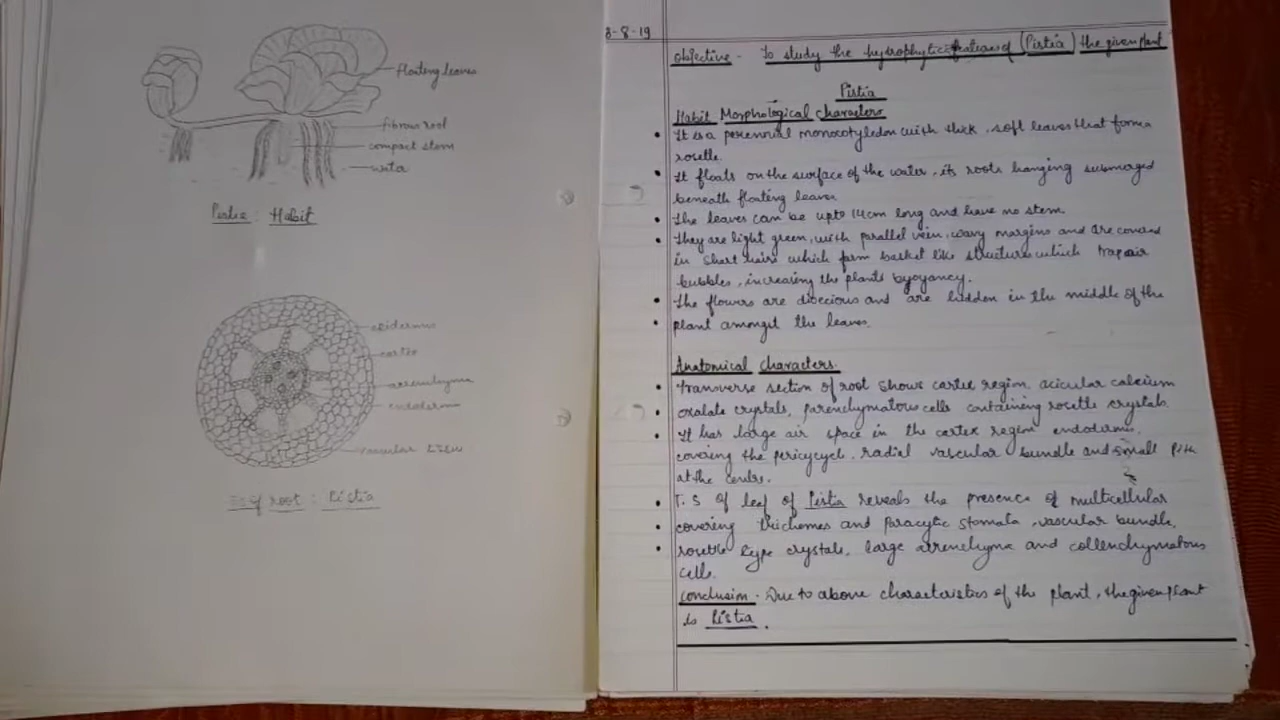 floating leaves
fibrous root
compact stem
water
Pistia : Habit
epidermis
cortex
arrenchyma
endodermis
vascular
T.S of root : Pistia
8-8-19
Objective - To study the hydrophytic features of (Pistia) the given plant
Pistia
Habit Morphological characters
• It is a perennial monocotyledon with thick, soft leaves that form a
rosette.
• It floats on the surface of the water, its roots hanging submerged
beneath floating leaves
• The leaves can be upto 14cm long and have no stem.
• They are light green, with parallel vein, wavy margins and are covered
in short hairs which form basket like structure which trap air
bubbles, increasing the plants byoyancy.
• The flowers are dioecious and are hidden in the middle of the
• plant amongst the leaves.
Anatomical characters.
• Transverse section of root shows cortex region, acicular calcium
• oxalate crystals, parenchymatous cells containing rosette crystals.
• It has large air space in the cortex region endodermis,
covering the pericycle, radial vascular bundle and small pith
at the centre.
• T.S of leaf of Pistia reveals the presence of multicellular
• covering trichomes and paracytic stomata, vascular bundle,
• rosette type crystals, large arrenchyma and collenchymatous
cells.
Conclusion - Due to above characteristics of the plant, the given plant
is Pistia.